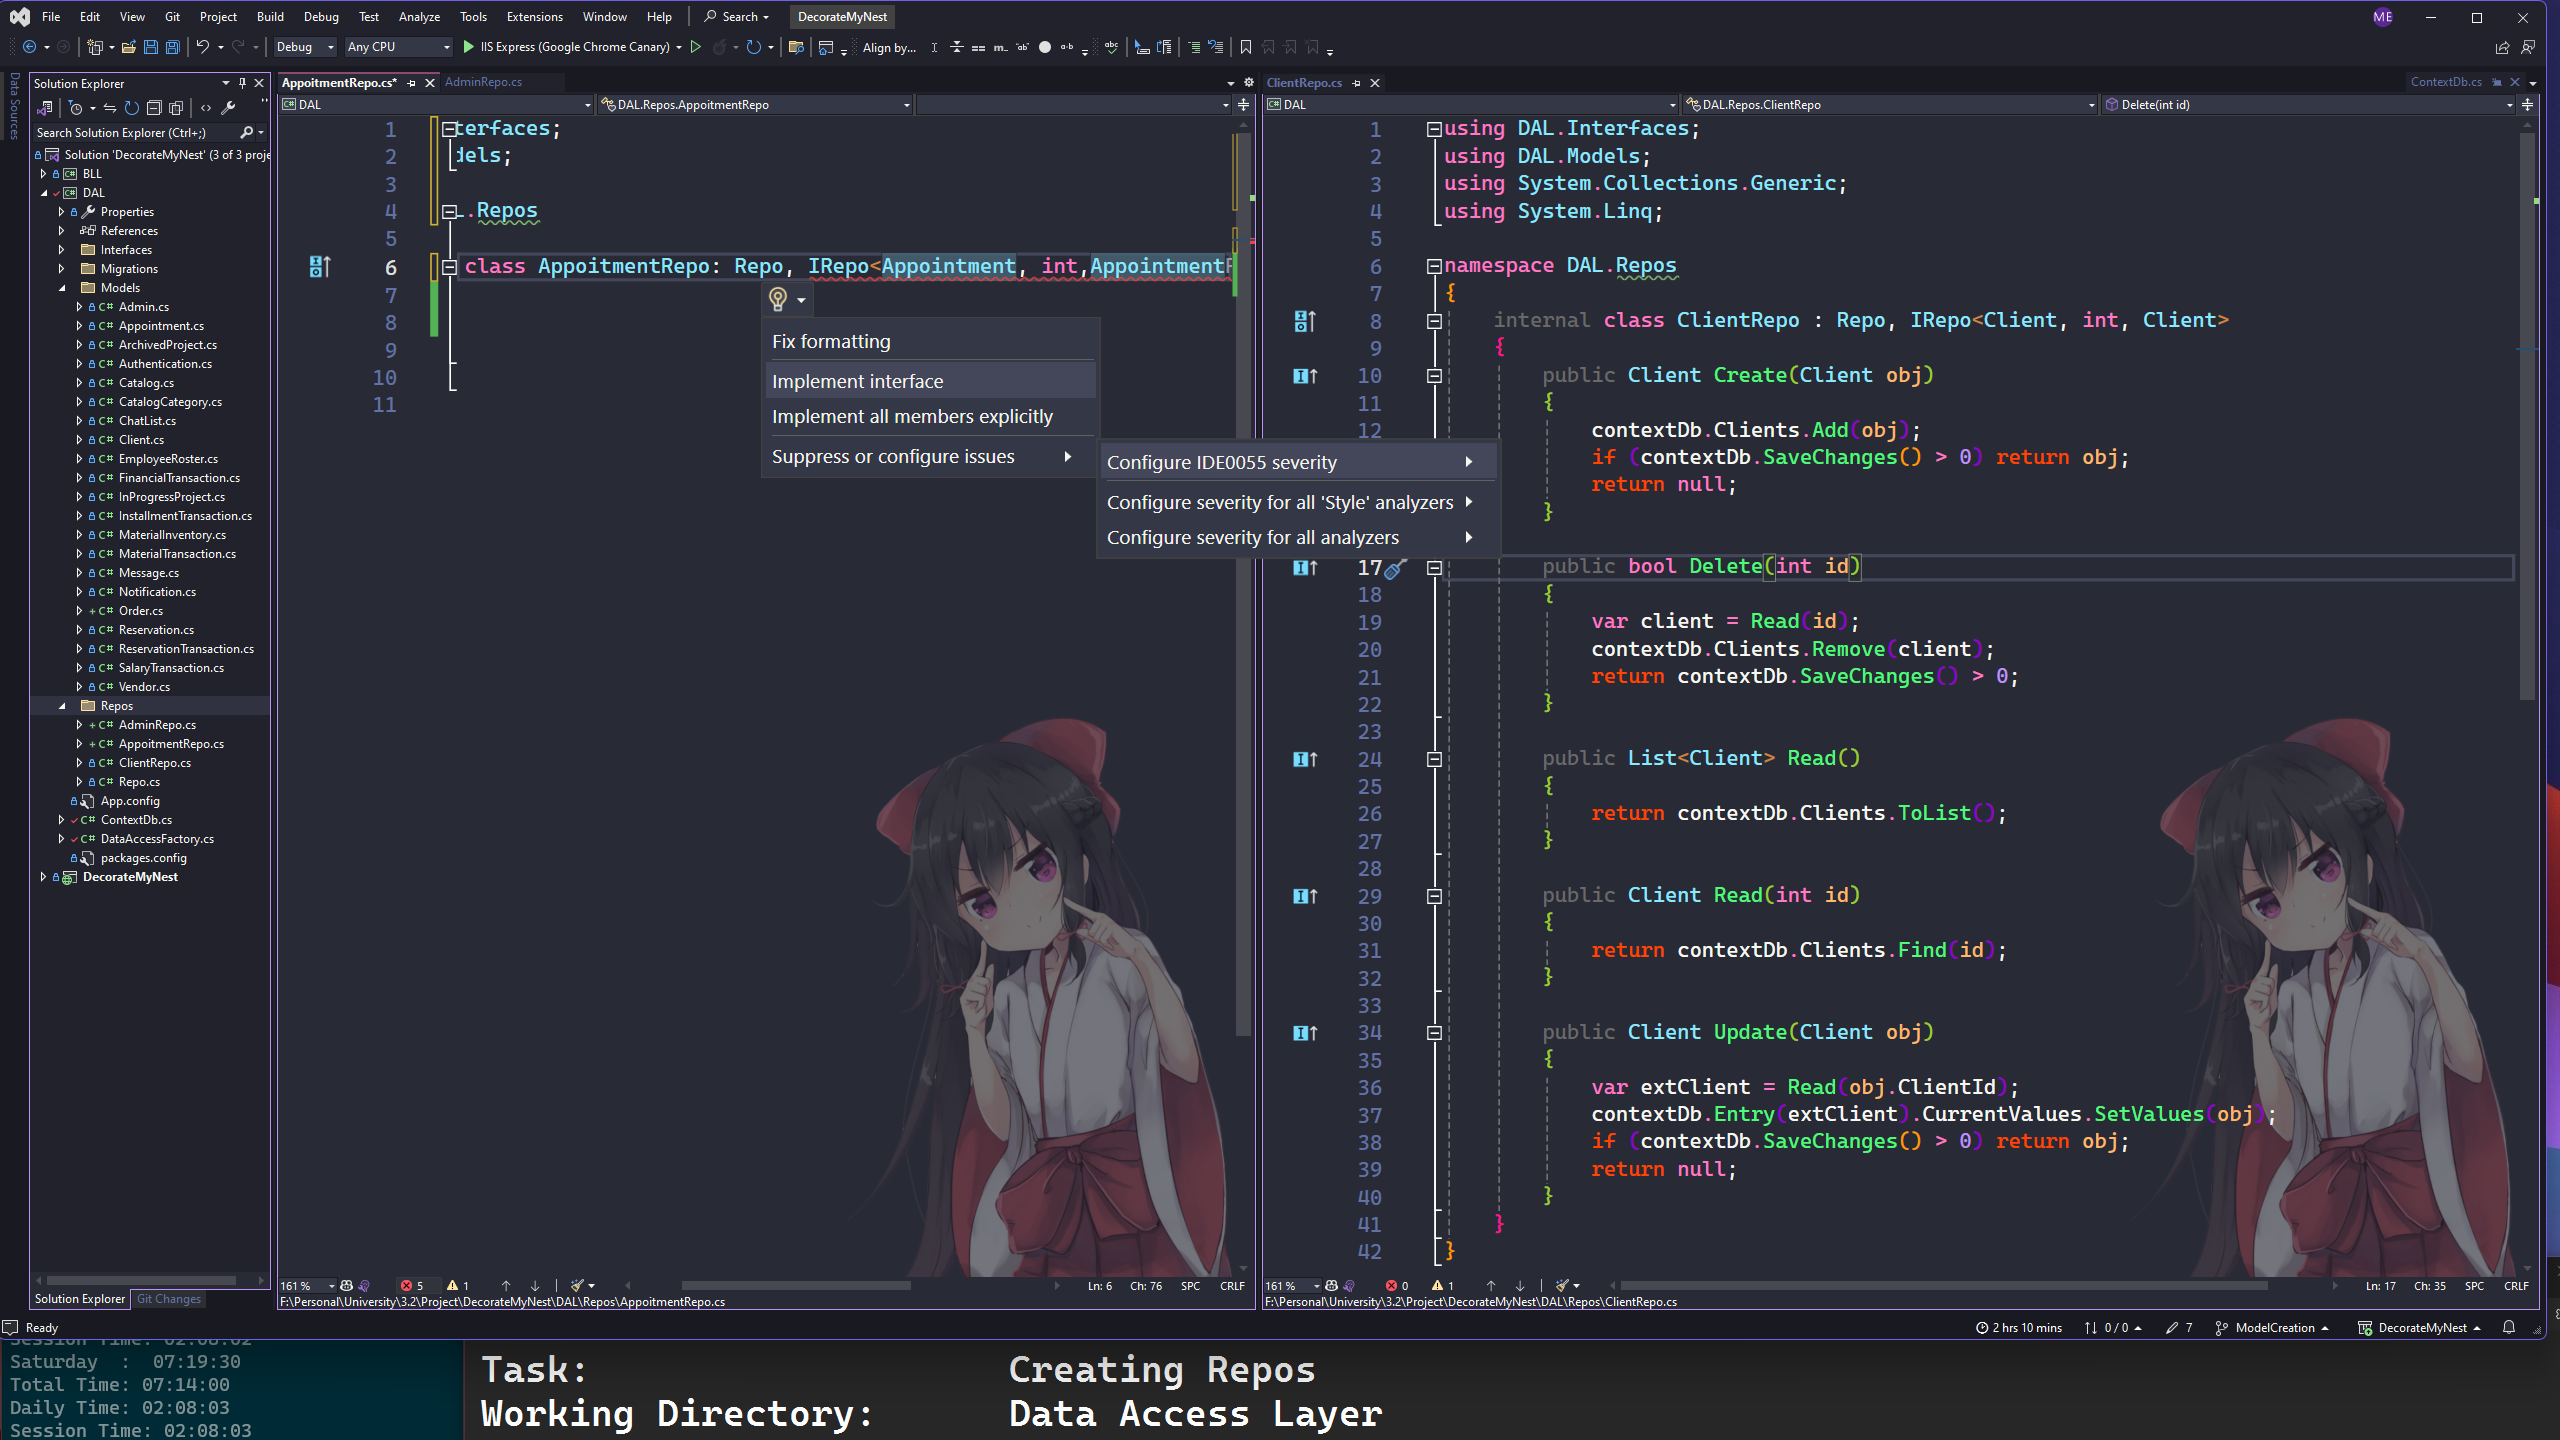 File Edit View Git Project Build Debug Test Analyze Tools Extensions Window Help Search DecorateMyNest ME
Debug Any CPU IIS Express (Google Chrome Canary) Align by...
Data Sources
Solution Explorer
Search Solution Explorer (Ctrl+;)
Solution 'DecorateMyNest' (3 of 3 proje
BLL
DAL
Properties
References
Interfaces
Migrations
Models
C# Admin.cs
C# Appointment.cs
C# ArchivedProject.cs
C# Authentication.cs
C# Catalog.cs
C# CatalogCategory.cs
C# ChatList.cs
C# Client.cs
C# EmployeeRoster.cs
C# FinancialTransaction.cs
C# InProgressProject.cs
C# InstallmentTransaction.cs
C# MaterialInventory.cs
C# MaterialTransaction.cs
C# Message.cs
C# Notification.cs
+ C# Order.cs
C# Reservation.cs
C# ReservationTransaction.cs
C# SalaryTransaction.cs
C# Vendor.cs
Repos
+ C# AdminRepo.cs
+ C# AppoitmentRepo.cs
C# ClientRepo.cs
C# Repo.cs
App.config
C# ContextDb.cs
C# DataAccessFactory.cs
packages.config
DecorateMyNest
Solution Explorer Git Changes
AppoitmentRepo.cs* AdminRepo.cs
DAL DAL.Repos.AppoitmentRepo
1 terfaces;
2 dels;
3
4 .Repos
5
6 class AppoitmentRepo: Repo, IRepo<Appointment, int,Appointment
7
8
9
10
11
Fix formatting
Implement interface
Implement all members explicitly
Suppress or configure issues
Configure IDE0055 severity
Configure severity for all 'Style' analyzers
Configure severity for all analyzers
161 % 5 1 Ln: 6 Ch: 76 SPC CRLF
F:\Personal\University\3.2\Project\DecorateMyNest\DAL\Repos\AppoitmentRepo.cs
ClientRepo.cs ContextDb.cs
DAL DAL.Repos.ClientRepo Delete(int id)
1 using DAL.Interfaces;
2 using DAL.Models;
3 using System.Collections.Generic;
4 using System.Linq;
5
6 namespace DAL.Repos
7 {
8 internal class ClientRepo : Repo, IRepo<Client, int, Client>
9 {
10 public Client Create(Client obj)
11 {
12 contextDb.Clients.Add(obj);
if (contextDb.SaveChanges() > 0) return obj;
return null;
}
17 public bool Delete(int id)
18 {
19 var client = Read(id);
20 contextDb.Clients.Remove(client);
21 return contextDb.SaveChanges() > 0;
22 }
23
24 public List<Client> Read()
25 {
26 return contextDb.Clients.ToList();
27 }
28
29 public Client Read(int id)
30 {
31 return contextDb.Clients.Find(id);
32 }
33
34 public Client Update(Client obj)
35 {
36 var extClient = Read(obj.ClientId);
37 contextDb.Entry(extClient).CurrentValues.SetValues(obj);
38 if (contextDb.SaveChanges() > 0) return obj;
39 return null;
40 }
41 }
42 }
161 % 0 1 Ln: 17 Ch: 35 SPC CRLF
F:\Personal\University\3.2\Project\DecorateMyNest\DAL\Repos\ClientRepo.cs
Ready 2 hrs 10 mins 0 / 0 7 ModelCreation DecorateMyNest
Session Time: 02:08:02
Saturday : 07:19:30
Total Time: 07:14:00
Daily Time: 02:08:03
Session Time: 02:08:03
Task: Creating Repos
Working Directory: Data Access Layer